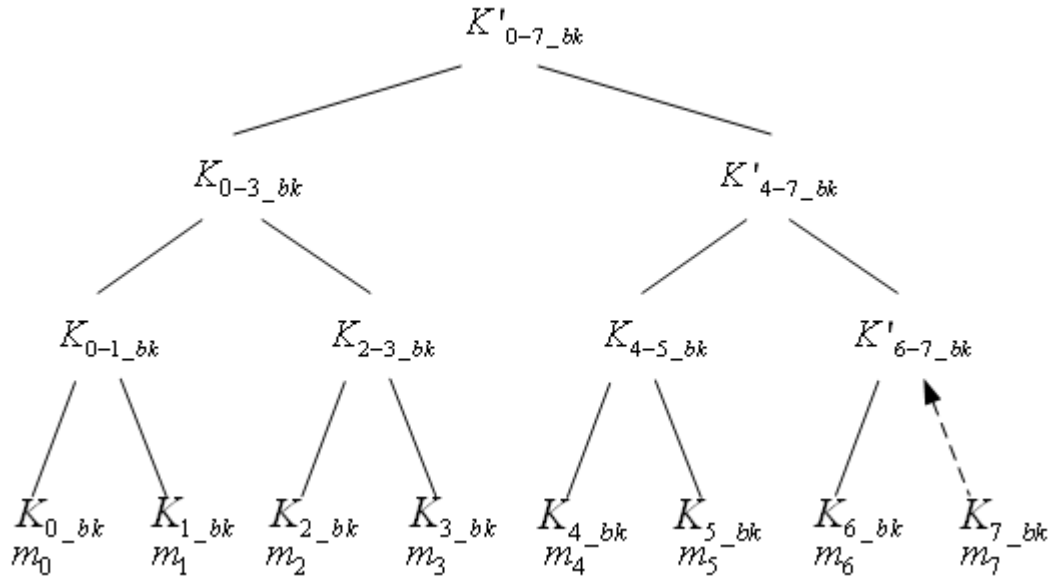 K'0-7_bk
K0-3_bk K'4-7_bk
K0-1_bk K2-3_bk K4-5_bk K'6-7_bk
K0_bk K1_bk K2_bk K3_bk K4_bk K5_bk K6_bk K7_bk
m0 m1 m2 m3 m4 m5 m6 m7